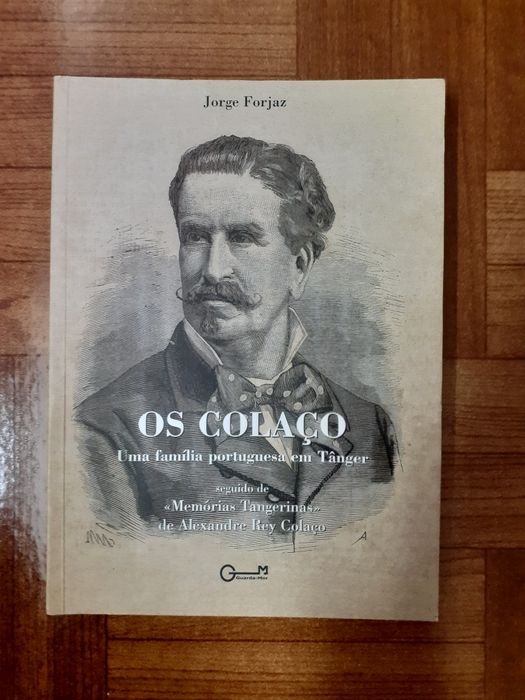 Jorge Forjaz
OS COLAÇO
Uma família portuguesa em Tânger
seguido de
«Memórias Tangerinas»
de Alexandre Rey Colaço
GM
Guarda-Mor